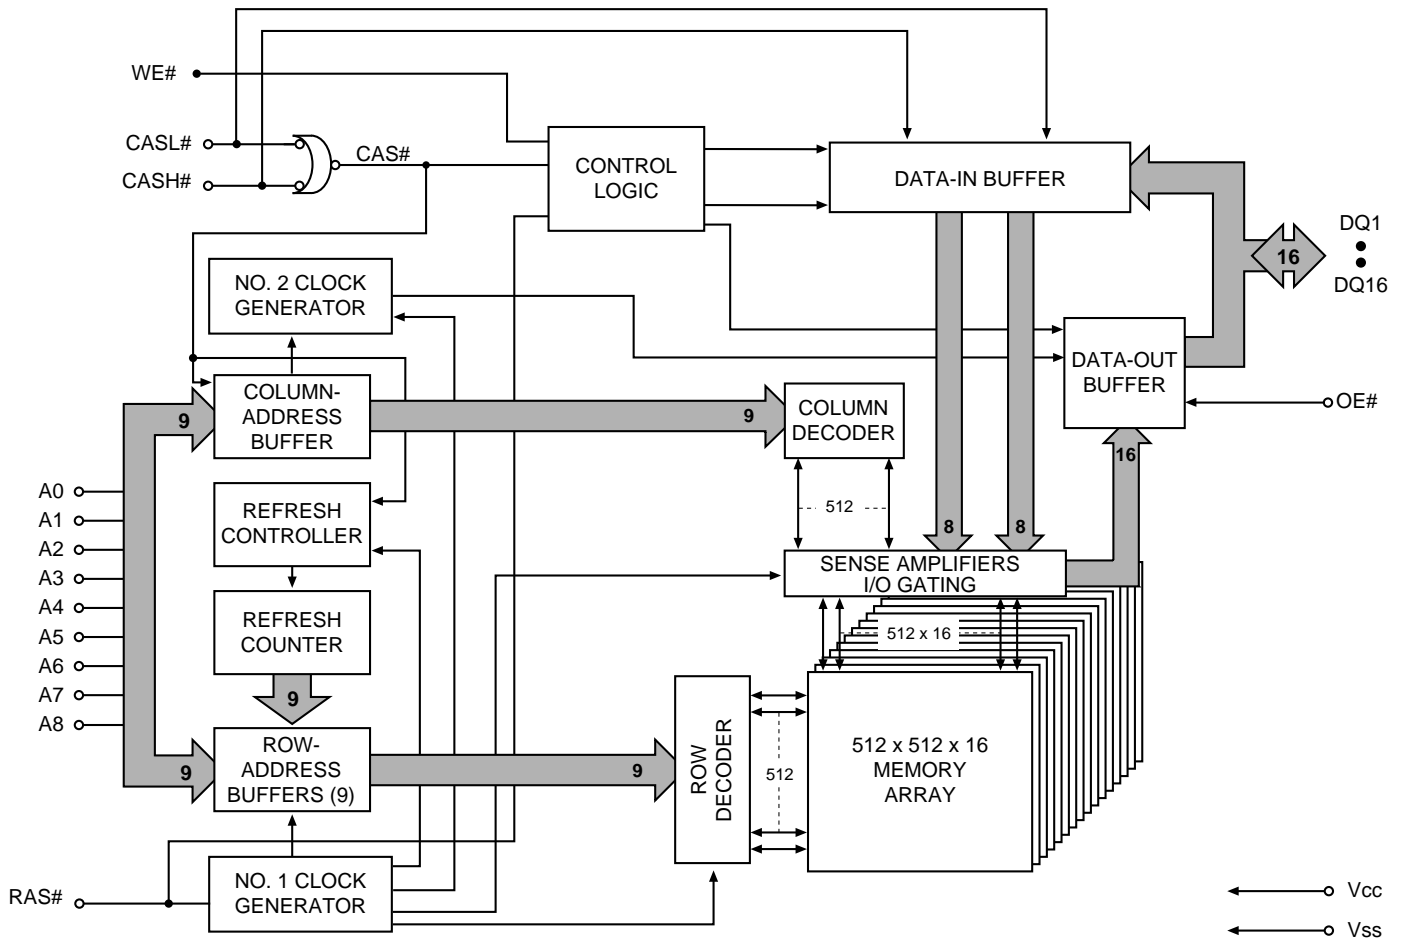 WE#
CASL#
CASH#
CAS#
CONTROL
LOGIC
DATA-IN BUFFER
DQ1
16
DQ16
NO. 2 CLOCK
GENERATOR
DATA-OUT
BUFFER
OE#
COLUMN-
ADDRESS
BUFFER
9
9
COLUMN
DECODER
16
A0
A1
A2
A3
A4
A5
A6
A7
A8
REFRESH
CONTROLLER
512
8
8
SENSE AMPLIFIERS
I/O GATING
REFRESH
COUNTER
512 x 16
9
ROW-
ADDRESS
BUFFERS (9)
9
9
ROW
DECODER
512
512 x 512 x 16
MEMORY
ARRAY
RAS#
NO. 1 CLOCK
GENERATOR
Vcc
Vss